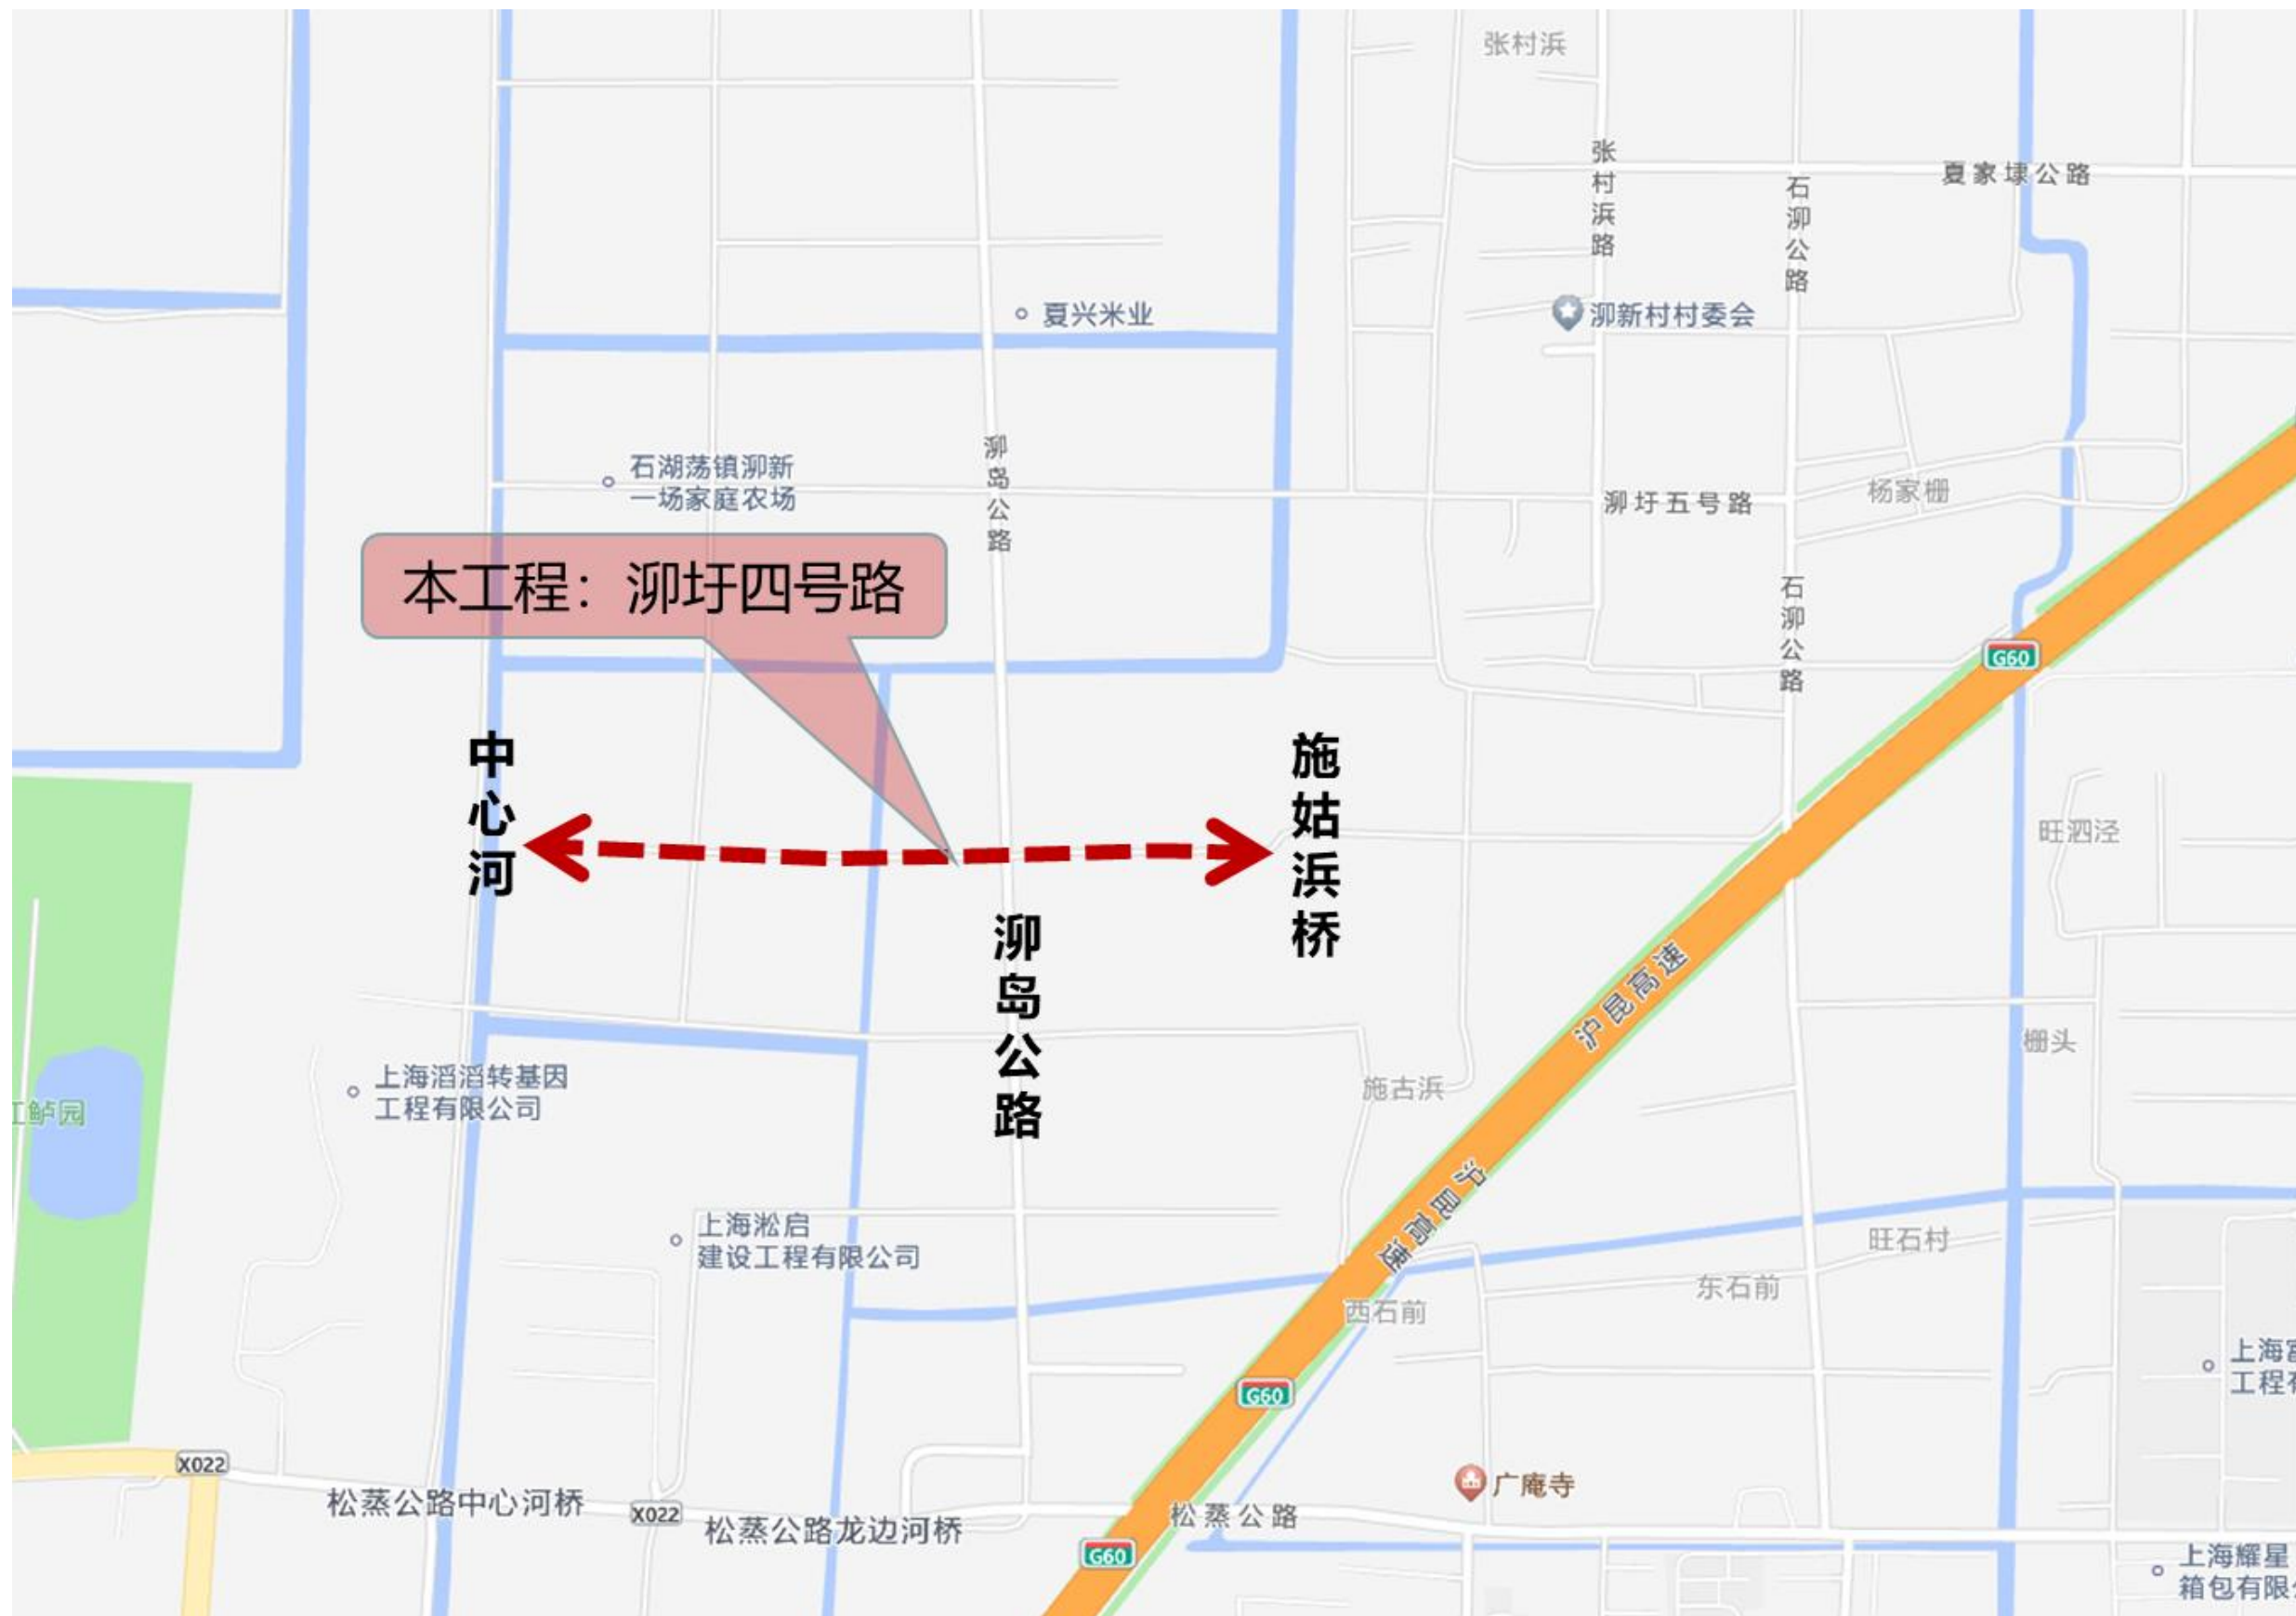 张村浜
张村浜路
石泖公路
夏家埭公路
夏兴米业
泖新村村委会
石湖荡镇泖新
一场家庭农场
泖岛公路
泖圩五号路
杨家栅
本工程：泖圩四号路
石泖公路
G60
中心河
施姑浜桥
旺泗泾
泖岛公路
沪昆高速
栅头
上海滔滔转基因
工程有限公司
施古浜
鲈园
沪昆高速
上海淞启
建设工程有限公司
旺石村
东石前
西石前
上海富
工程有
G60
X022
广庵寺
松蒸公路中心河桥
X022
松蒸公路龙边河桥
松蒸公路
G60
上海耀星
箱包有限